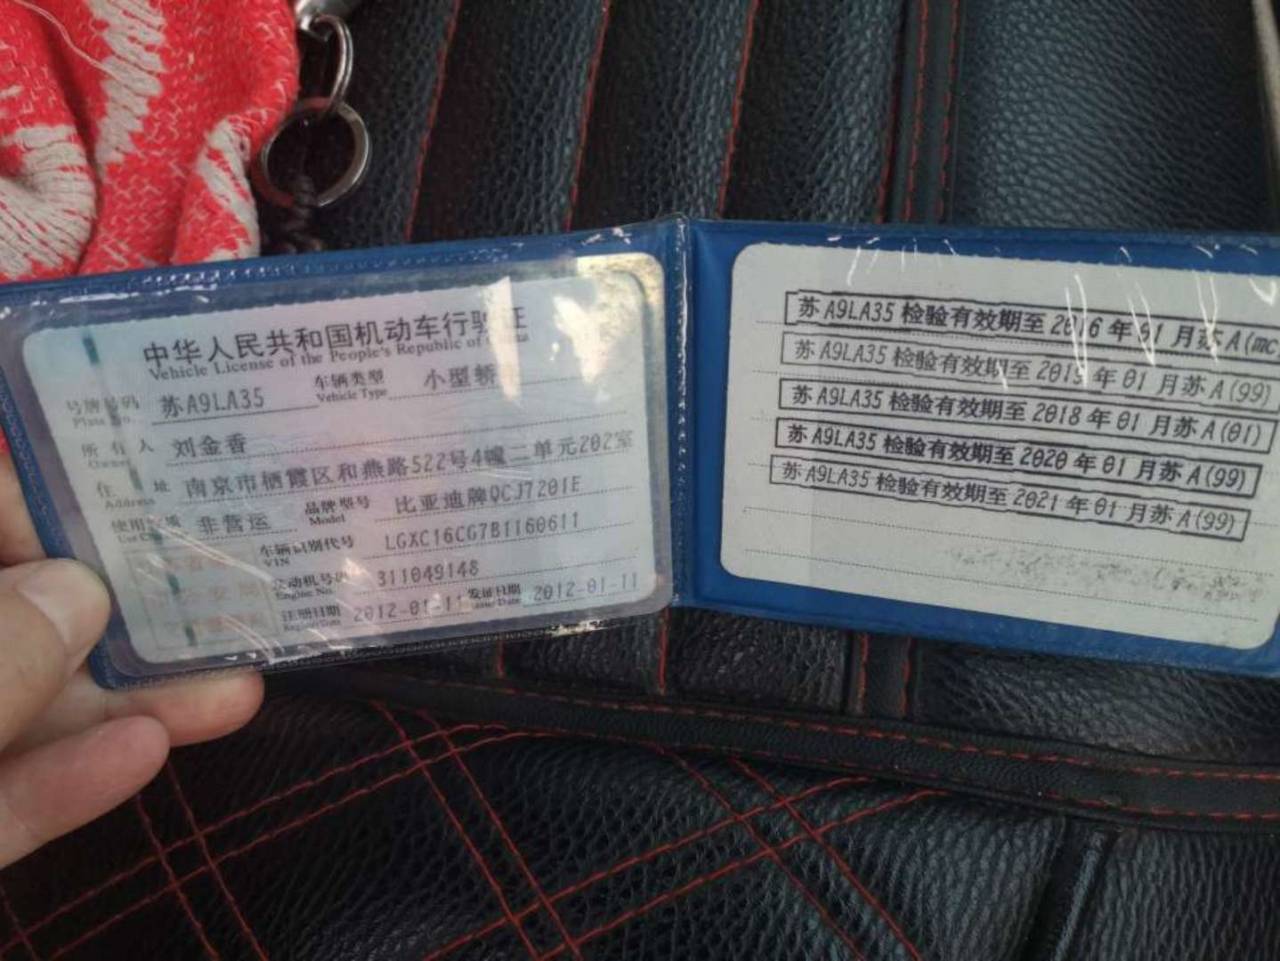 中华人民共和国机动车行驶证
Vehicle License of the People's Republic of China
号牌号码 苏A9LA35 车辆类型 小型轿
Plate No. Vehicle Type
所有人 刘金香
Owner
住址 南京市栖霞区和燕路522号4幢二单元202室
Address
使用性质 非营运 品牌型号 比亚迪牌QCJ7201E
Model
车辆识别代号 LGXC16CG7B1160611
VIN
发动机号码 311049148
Engine No.
注册日期 2012-01-11 发证日期 2012-01-11
苏A9LA35 检验有效期至 2016 年 01 月苏 A(mc
苏A9LA35 检验有效期至 2015 年 01 月苏 A(99)
苏A9LA35 检验有效期至 2018 年 01 月苏 A(01)
苏A9LA35 检验有效期至 2020 年 01 月苏 A(99)
苏A9LA35 检验有效期至 2021 年 01 月苏 A(99)